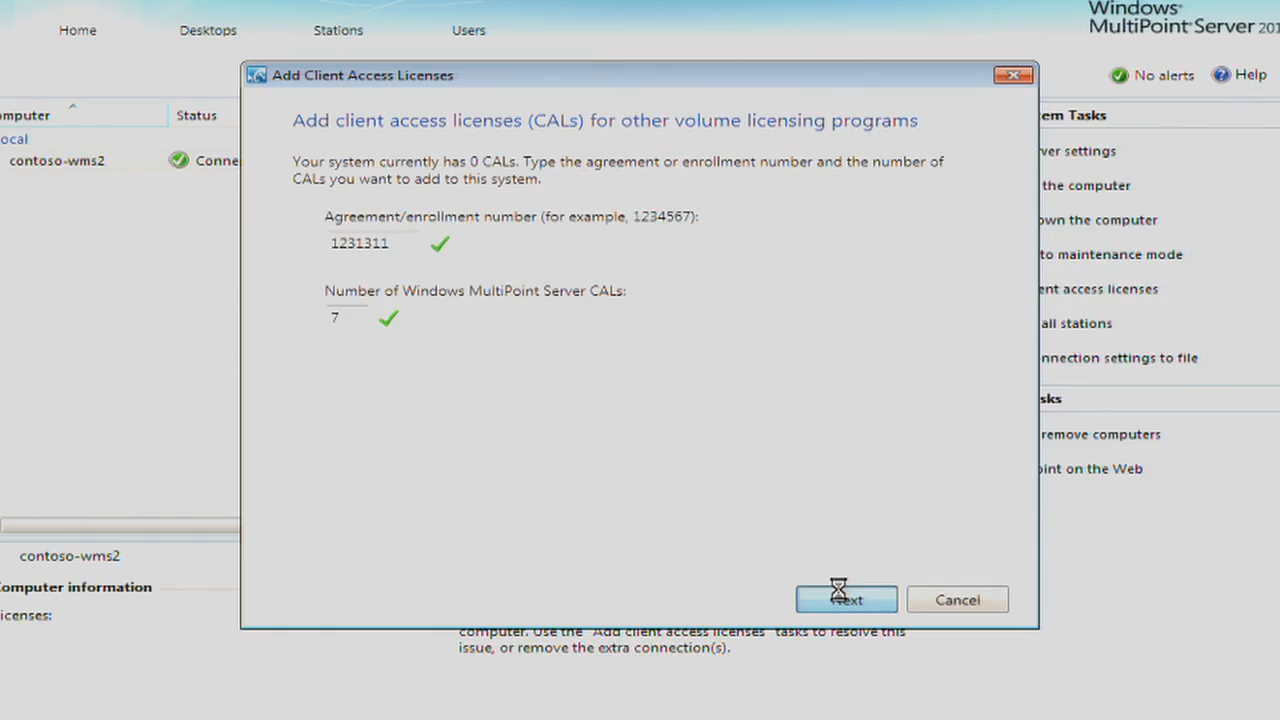 Home
Desktops
Stations
Users
Windows
MultiPoint Server 201
No alerts
Help
mputer
Status
ocal
contoso-wms2
Conne
Add Client Access Licenses
Add client access licenses (CALs) for other volume licensing programs
Your system currently has 0 CALs. Type the agreement or enrollment number and the number of
CALs you want to add to this system.
Agreement/enrollment number (for example, 1234567):
1231311
Number of Windows MultiPoint Server CALs:
7
Next
Cancel
em Tasks
ver settings
the computer
own the computer
to maintenance mode
ent access licenses
all stations
nnection settings to file
sks
remove computers
oint on the Web
contoso-wms2
Computer information
icenses:
computer. Use the "Add client access licenses" tasks to resolve this
issue, or remove the extra connection(s).